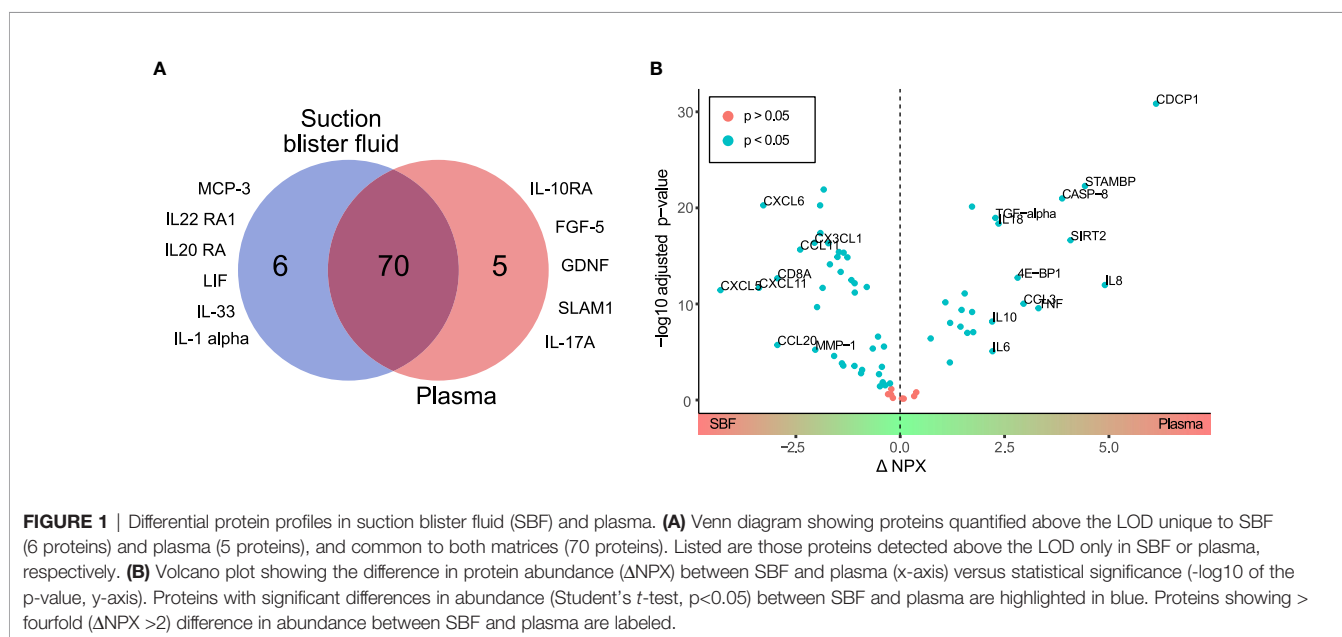 A
Suction
blister fluid
MCP-3
IL22 RA1
IL20 RA
LIF
IL-33
IL-1 alpha
6
70
5
IL-10RA
FGF-5
GDNF
SLAM1
IL-17A
Plasma
B
−log10 adjusted p−value
30
20
10
0
p > 0.05
p < 0.05
CDCP1
STAMBP
CASP−8
CXCL6
TGF−alpha
IL18
CX3CL1
CCL11
SIRT2
CD8A
4E−BP1
CXCL5
CXCL11
IL8
CCL3
TNF
IL10
CCL20
MMP−1
IL6
SBF
Plasma
−2.5
0.0
2.5
5.0
Δ NPX
FIGURE 1 | Differential protein profiles in suction blister fluid (SBF) and plasma. (A) Venn diagram showing proteins quantified above the LOD unique to SBF
(6 proteins) and plasma (5 proteins), and common to both matrices (70 proteins). Listed are those proteins detected above the LOD only in SBF or plasma,
respectively. (B) Volcano plot showing the difference in protein abundance (ΔNPX) between SBF and plasma (x-axis) versus statistical significance (-log10 of the
p-value, y-axis). Proteins with significant differences in abundance (Student's t-test, p<0.05) between SBF and plasma are highlighted in blue. Proteins showing >
fourfold (ΔNPX >2) difference in abundance between SBF and plasma are labeled.